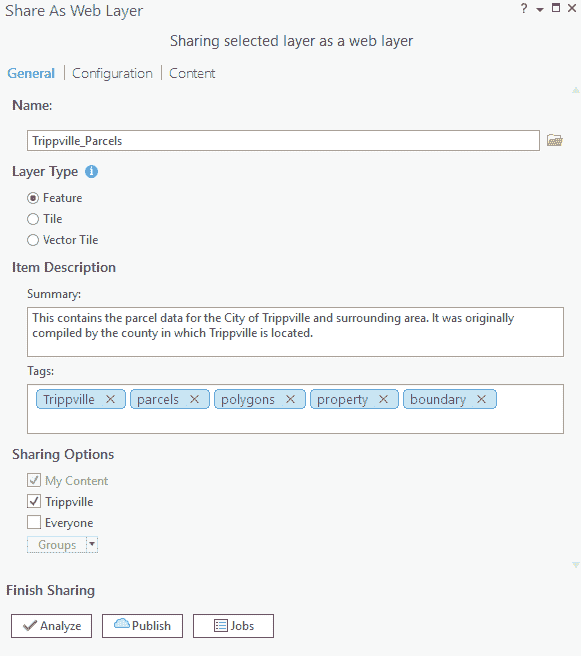 Share As Web Layer
?
Sharing selected layer as a web layer
General | Configuration | Content
Name:
Trippville_Parcels
Layer Type
Feature
Tile
Vector Tile
Item Description
Summary:
This contains the parcel data for the City of Trippville and surrounding area. It was originally
compiled by the county in which Trippville is located.
Tags:
Trippville × parcels × polygons × property × boundary ×
Sharing Options
My Content
Trippville
Everyone
Groups
Finish Sharing
Analyze Publish Jobs